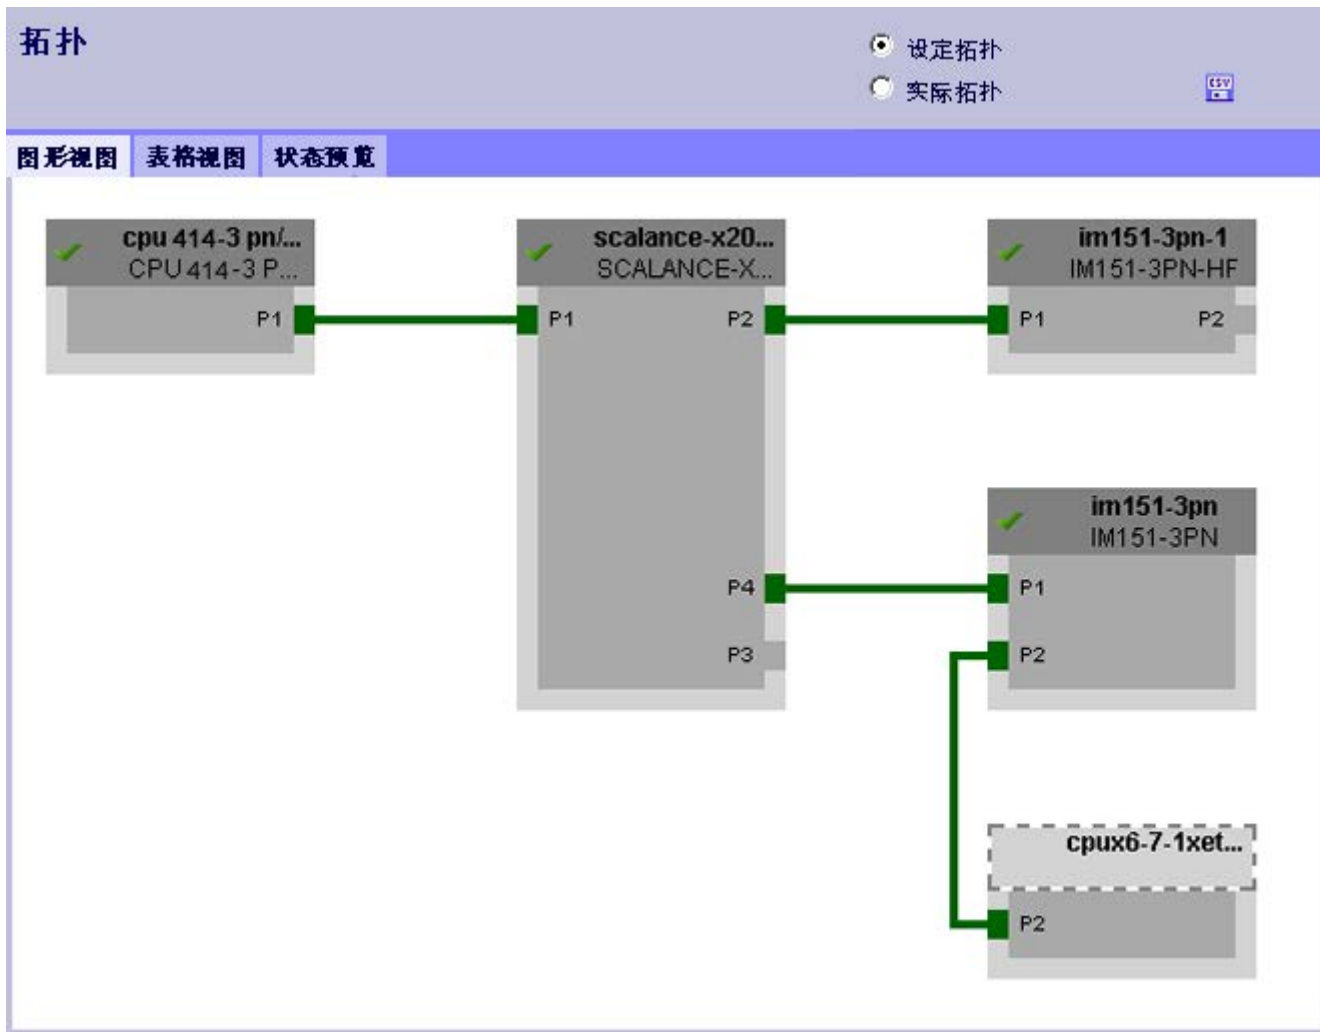 拓扑
设定拓扑
实际拓扑
CSV
图形视图 表格视图 状态预览
cpu 414-3 pn/...
CPU 414-3 P...
P1
scalance-x20...
SCALANCE-X...
P1 P2
P4
P3
im151-3pn-1
IM151-3PN-HF
P1 P2
im151-3pn
IM151-3PN
P1
P2
cpux6-7-1xet...
P2